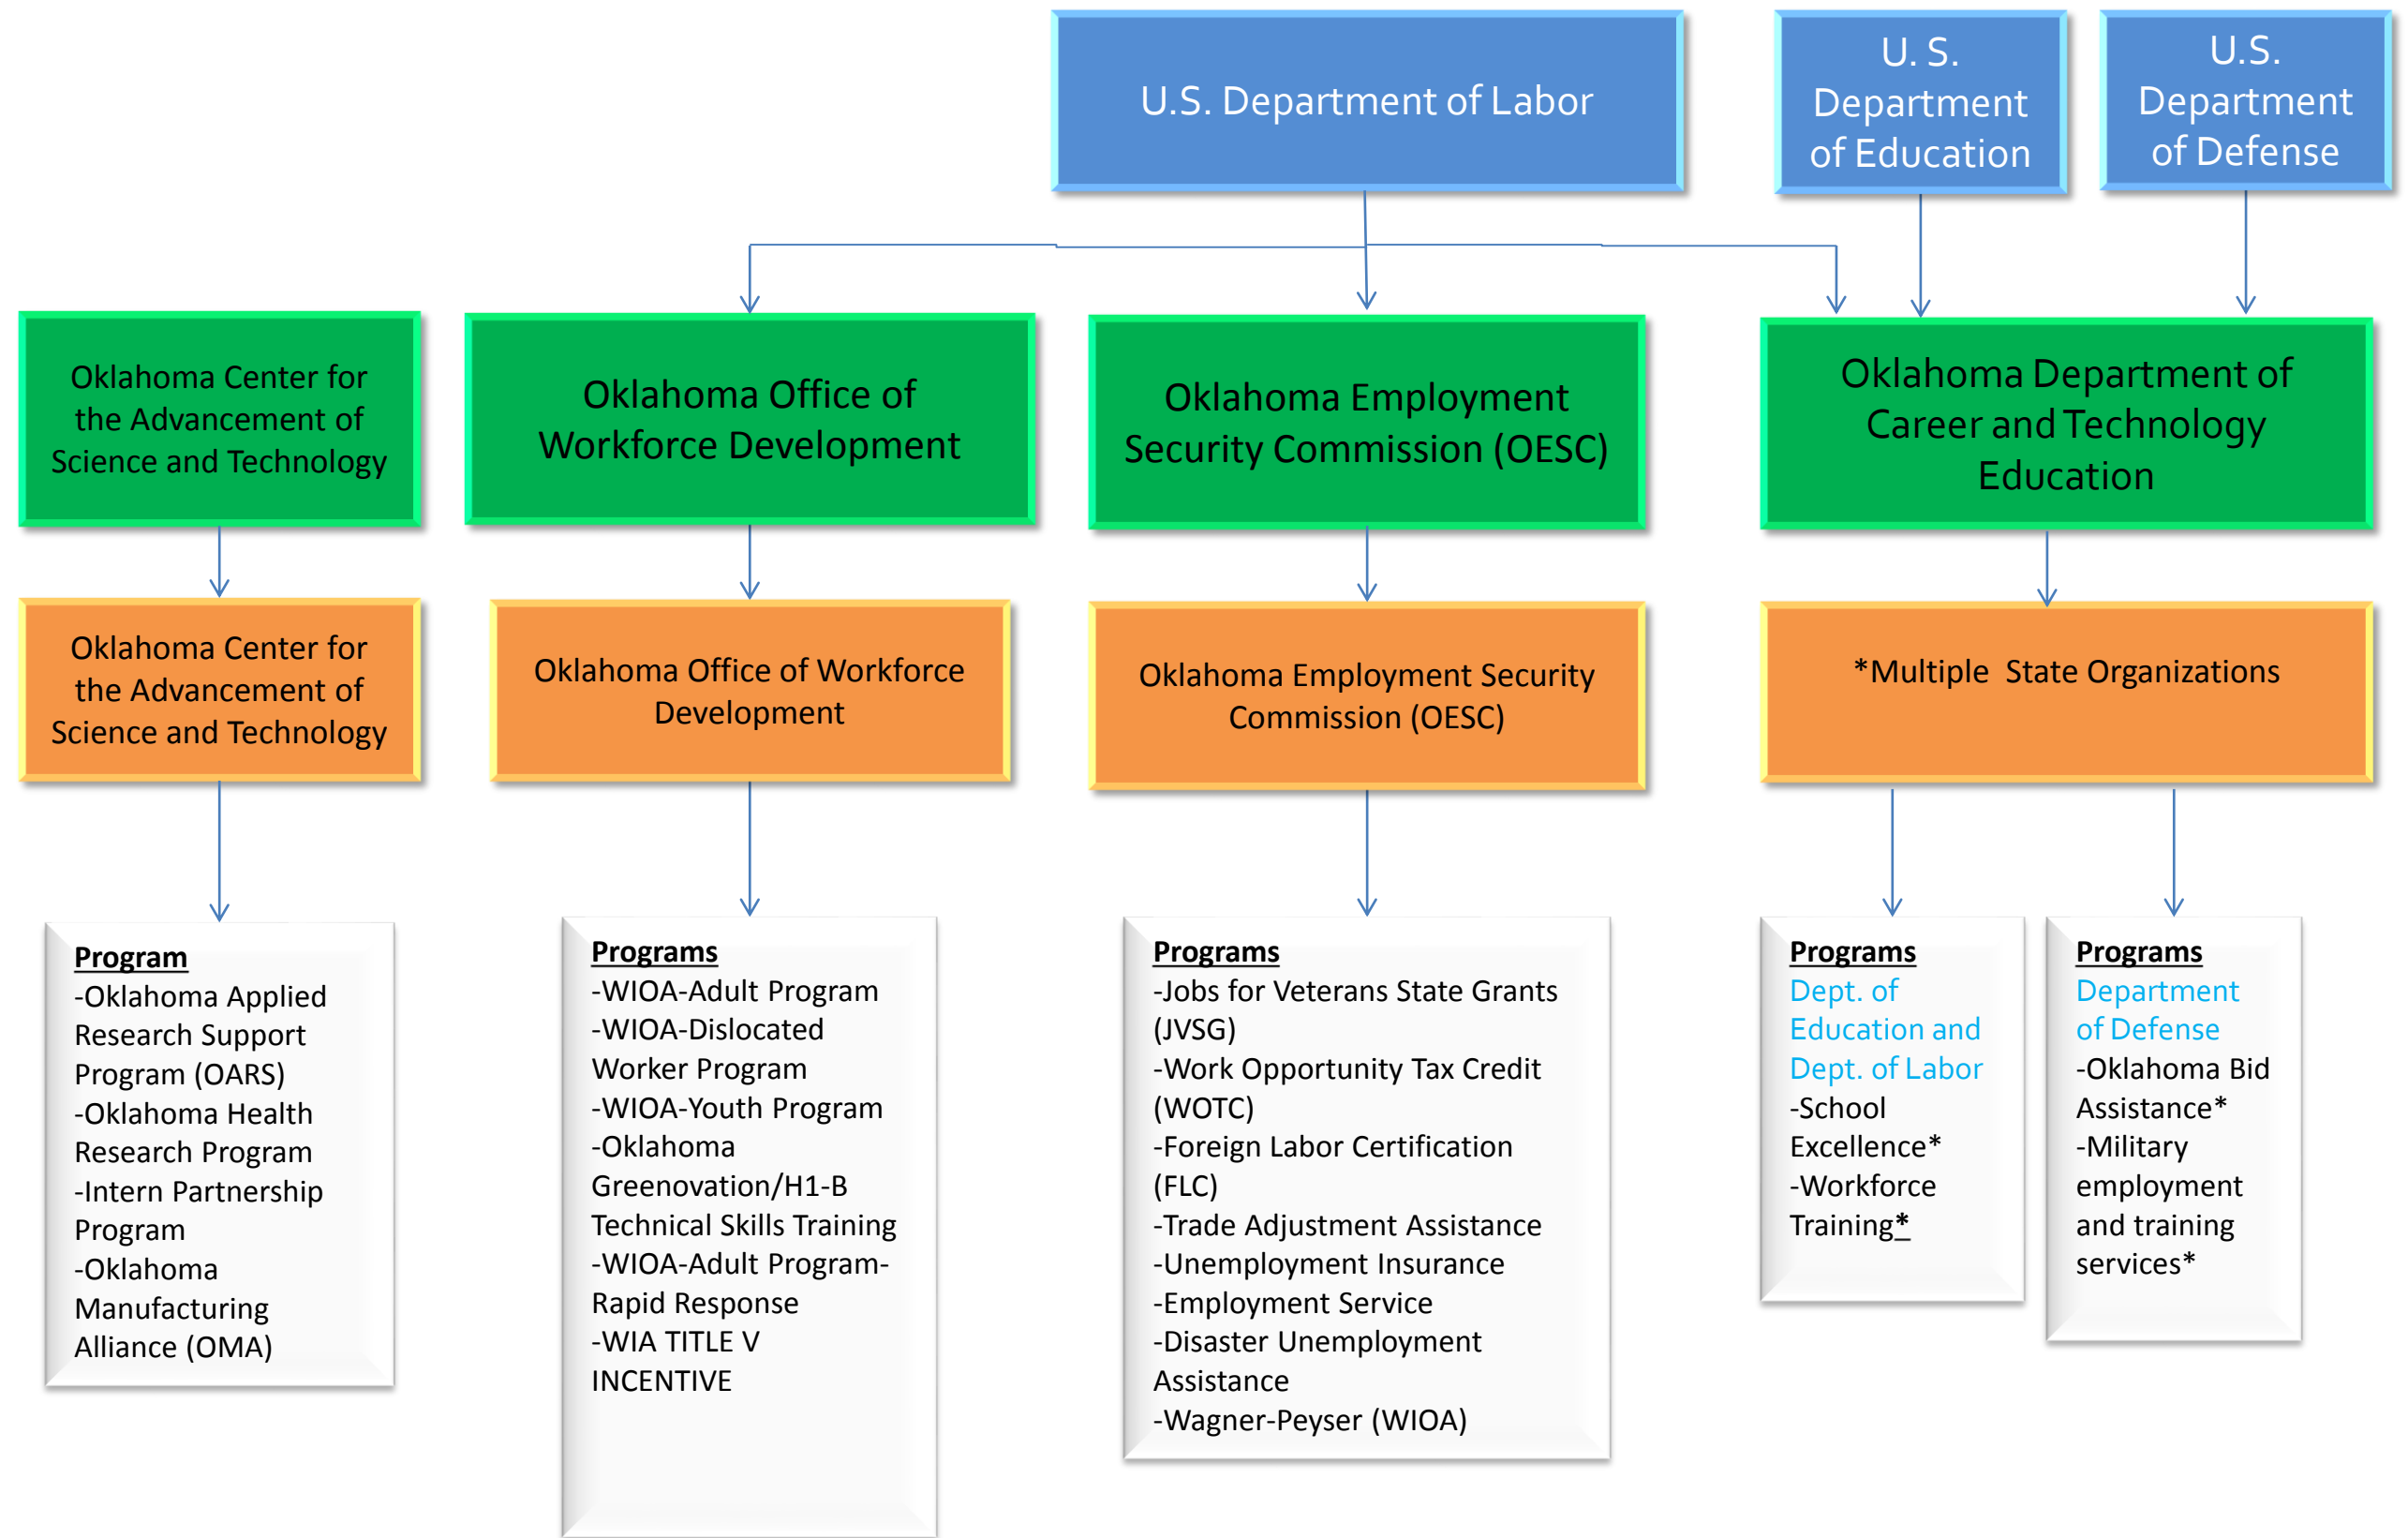 U.S. Department of Labor
U. S.
Department
of Education
U.S.
Department
of Defense
Oklahoma Center for
the Advancement of
Science and Technology
Oklahoma Office of
Workforce Development
Oklahoma Employment
Security Commission (OESC)
Oklahoma Department of
Career and Technology
Education
Oklahoma Center for
the Advancement of
Science and Technology
Oklahoma Office of Workforce
Development
Oklahoma Employment Security
Commission (OESC)
*Multiple State Organizations
Program
-Oklahoma Applied
Research Support
Program (OARS)
-Oklahoma Health
Research Program
-Intern Partnership
Program
-Oklahoma
Manufacturing
Alliance (OMA)
Programs
-WIOA-Adult Program
-WIOA-Dislocated
Worker Program
-WIOA-Youth Program
-Oklahoma
Greenovation/H1-B
Technical Skills Training
-WIOA-Adult Program-
Rapid Response
-WIA TITLE V
INCENTIVE
Programs
-Jobs for Veterans State Grants
(JVSG)
-Work Opportunity Tax Credit
(WOTC)
-Foreign Labor Certification
(FLC)
-Trade Adjustment Assistance
-Unemployment Insurance
-Employment Service
-Disaster Unemployment
Assistance
-Wagner-Peyser (WIOA)
Programs
Dept. of
Education and
Dept. of Labor
-School
Excellence*
-Workforce
Training*
Programs
Department
of Defense
-Oklahoma Bid
Assistance*
-Military
employment
and training
services*